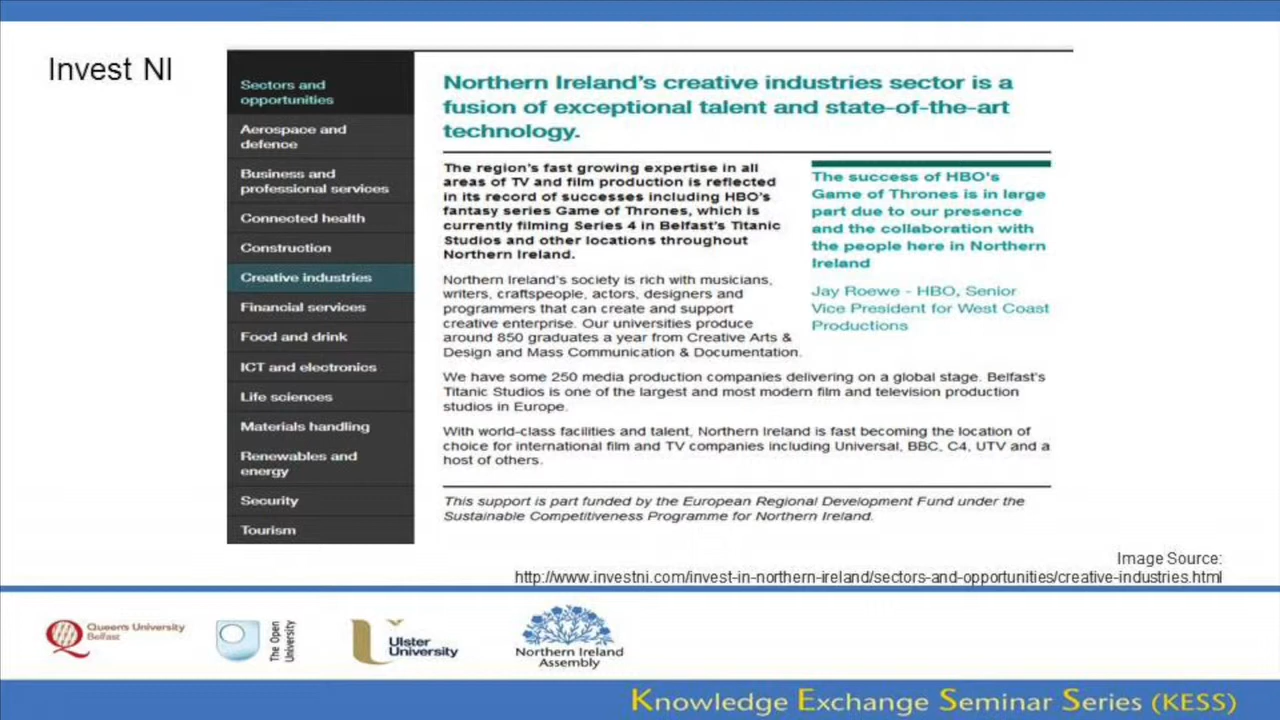 Invest NI
Sectors and
opportunities
Aerospace and
defence
Business and
professional services
Connected health
Construction
Creative industries
Financial services
Food and drink
ICT and electronics
Life sciences
Materials handling
Renewables and
energy
Security
Tourism
Northern Ireland's creative industries sector is a
fusion of exceptional talent and state-of-the-art
technology.
The region's fast growing expertise in all
areas of TV and film production is reflected
in its record of successes including HBO's
fantasy series Game of Thrones, which is
currently filming Series 4 in Belfast's Titanic
Studios and other locations throughout
Northern Ireland.
Northern Ireland's society is rich with musicians,
writers, craftspeople, actors, designers and
programmers that can create and support
creative enterprise. Our universities produce
around 850 graduates a year from Creative Arts &
Design and Mass Communication & Documentation.
The success of HBO's
Game of Thrones is in large
part due to our presence
and the collaboration with
the people here in Northern
Ireland
Jay Roewe - HBO, Senior
Vice President for West Coast
Productions
We have some 250 media production companies delivering on a global stage. Belfast's
Titanic Studios is one of the largest and most modern film and television production
studios in Europe.
With world-class facilities and talent, Northern Ireland is fast becoming the location of
choice for international film and TV companies including Universal, BBC, C4, UTV and a
host of others.
This support is part funded by the European Regional Development Fund under the
Sustainable Competitiveness Programme for Northern Ireland.
Image Source:
http://www.investni.com/invest-in-northern-ireland/sectors-and-opportunities/creative-industries.html
Queen's University
Belfast
The Open
University
Ulster
University
Northern Ireland
Assembly
Knowledge Exchange Seminar Series (KESS)